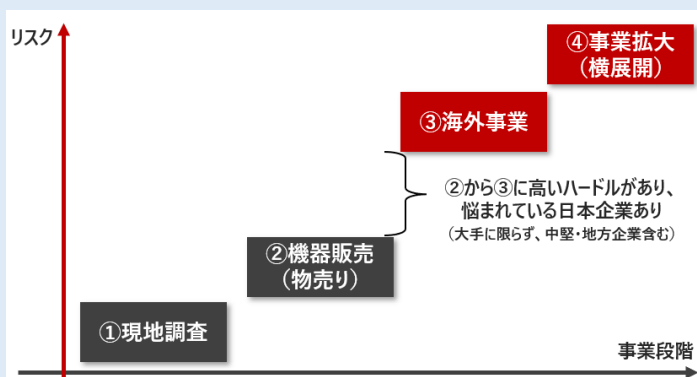 リスク
④事業拡大
（横展開）
③海外事業
②から③に高いハードルがあり、
悩まれている日本企業あり
（大手に限らず、中堅・地方企業含む）
②機器販売
（物売り）
①現地調査
事業段階